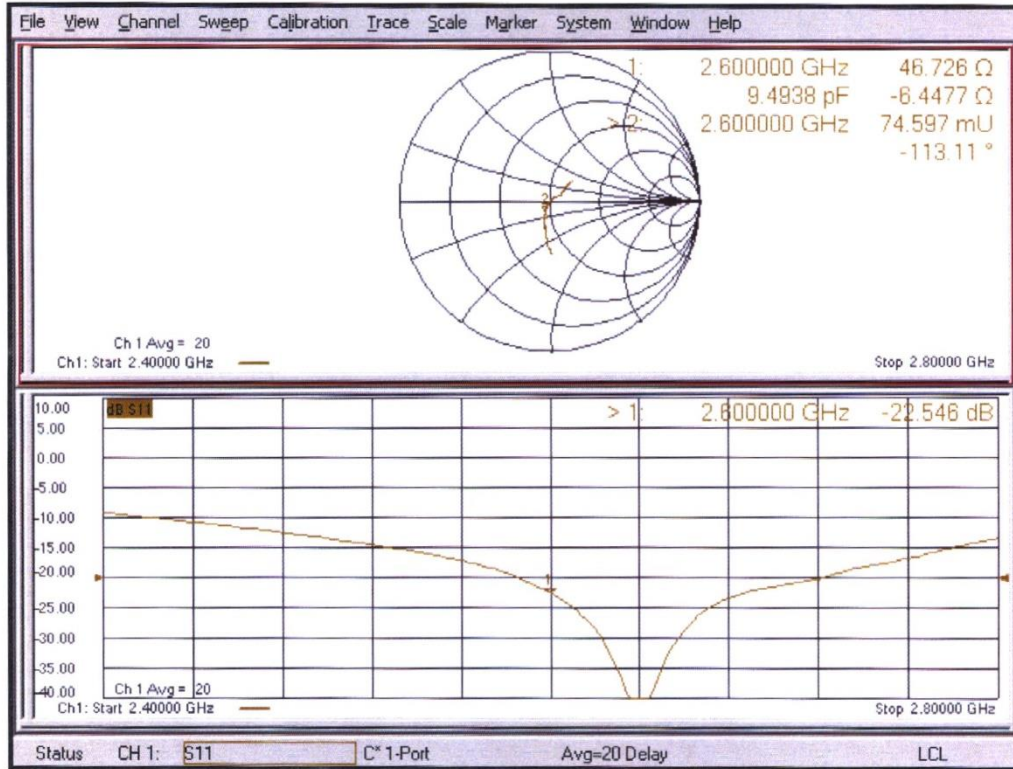 File View Channel Sweep Calibration Trace Scale Marker System Window Help
1: 2.600000 GHz 46.726 Ω
9.4938 pF -6.4477 Ω
> 2: 2.600000 GHz 74.597 mU
-113.11 °
2
Ch 1 Avg = 20
Ch1: Start 2.40000 GHz Stop 2.80000 GHz
10.00 dB S11 > 1: 2.600000 GHz -22.546 dB
5.00
0.00
-5.00
-10.00
-15.00
-20.00
1
-25.00
-30.00
-35.00
-40.00
Ch 1 Avg = 20
Ch1: Start 2.40000 GHz Stop 2.80000 GHz
Status CH 1: S11 C* 1-Port Avg=20 Delay LCL